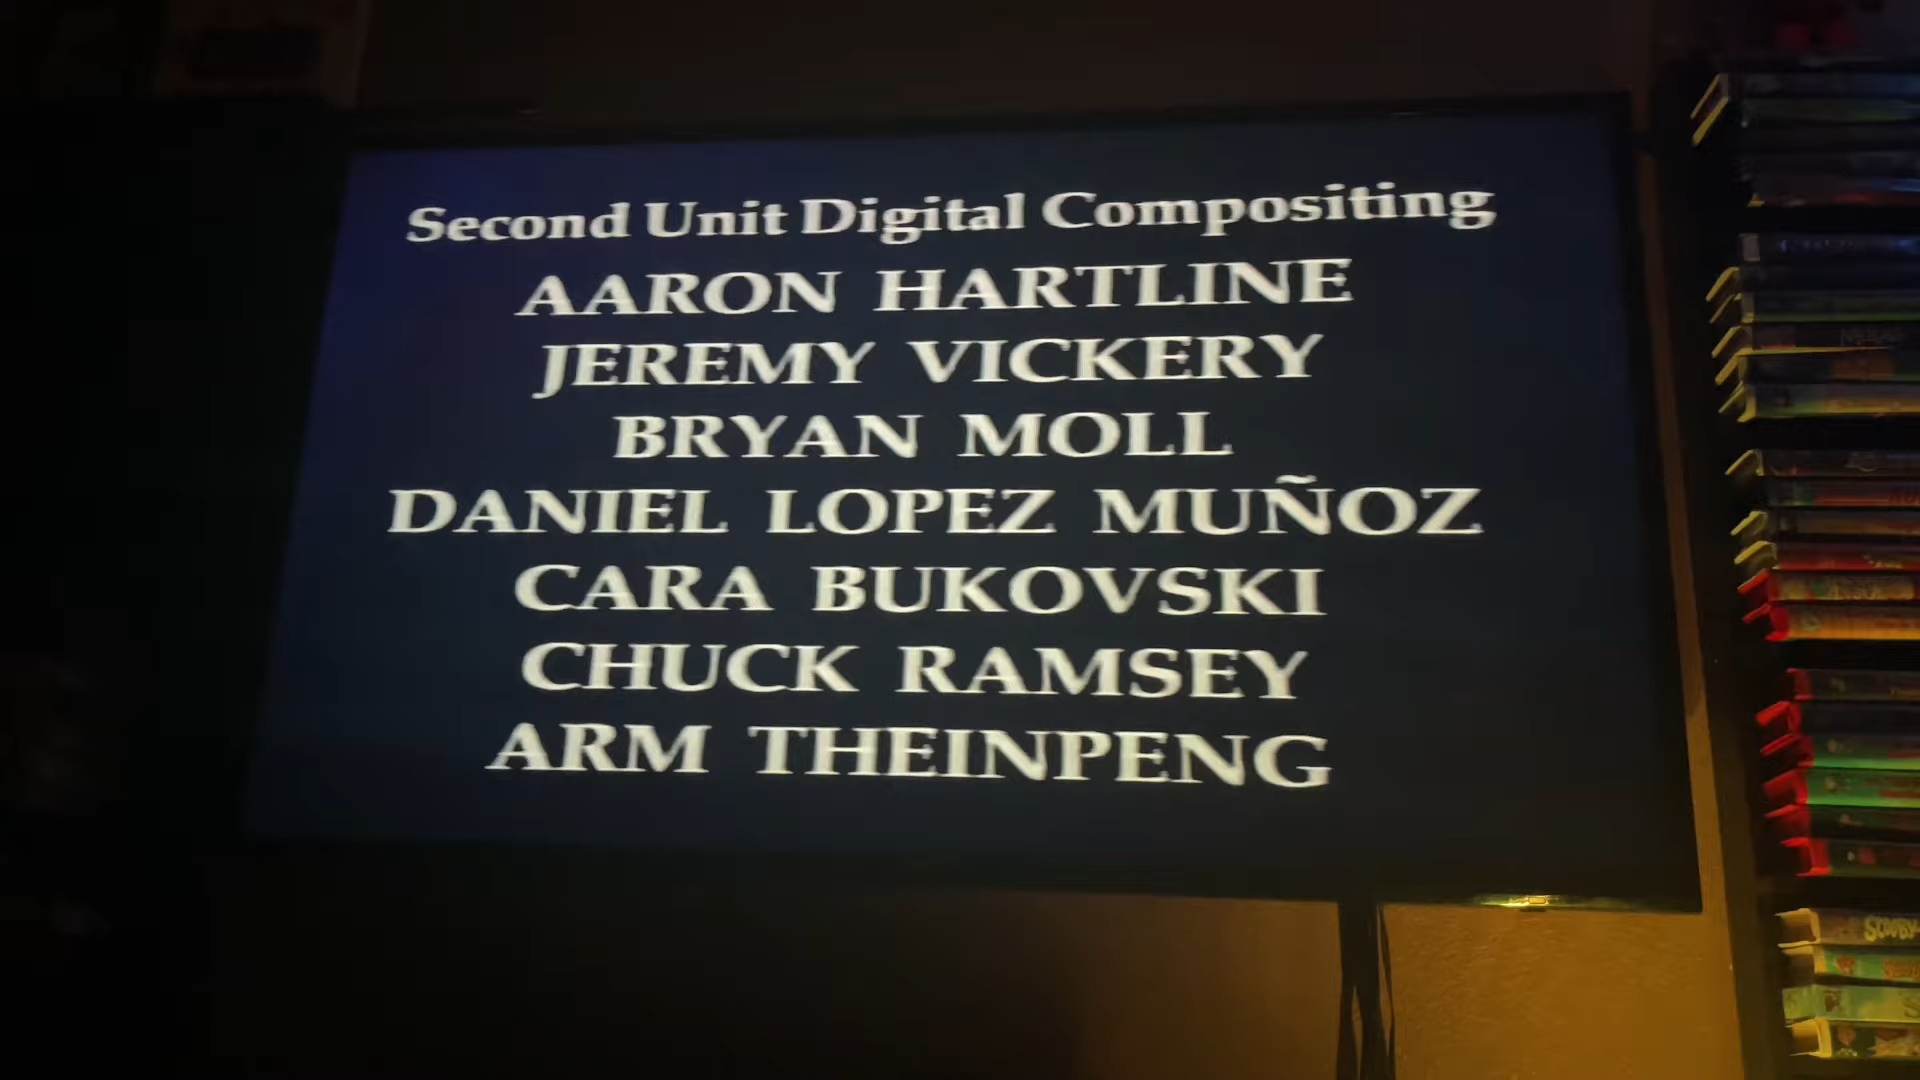 Second Unit Digital Compositing
AARON HARTLINE
JEREMY VICKERY
BRYAN MOLL
DANIEL LOPEZ MUÑOZ
CARA BUKOVSKI
CHUCK RAMSEY
ARM THEINPENG
SCOOBY